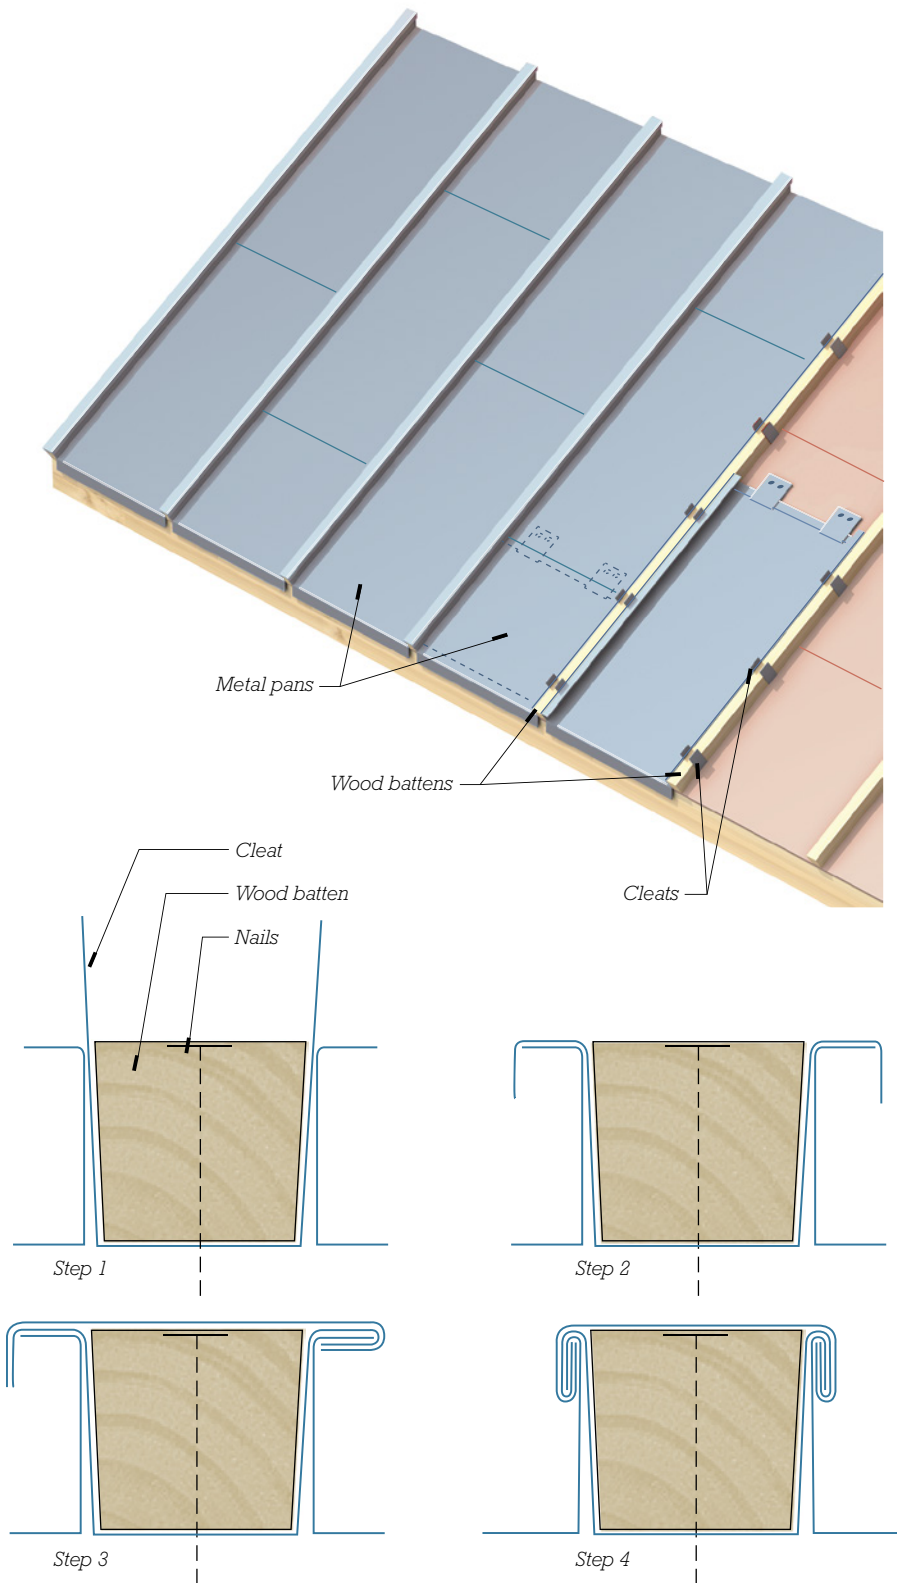 Metal pans
Wood battens
Cleats
Cleat
Wood batten
Nails
Step 1
Step 2
Step 3
Step 4